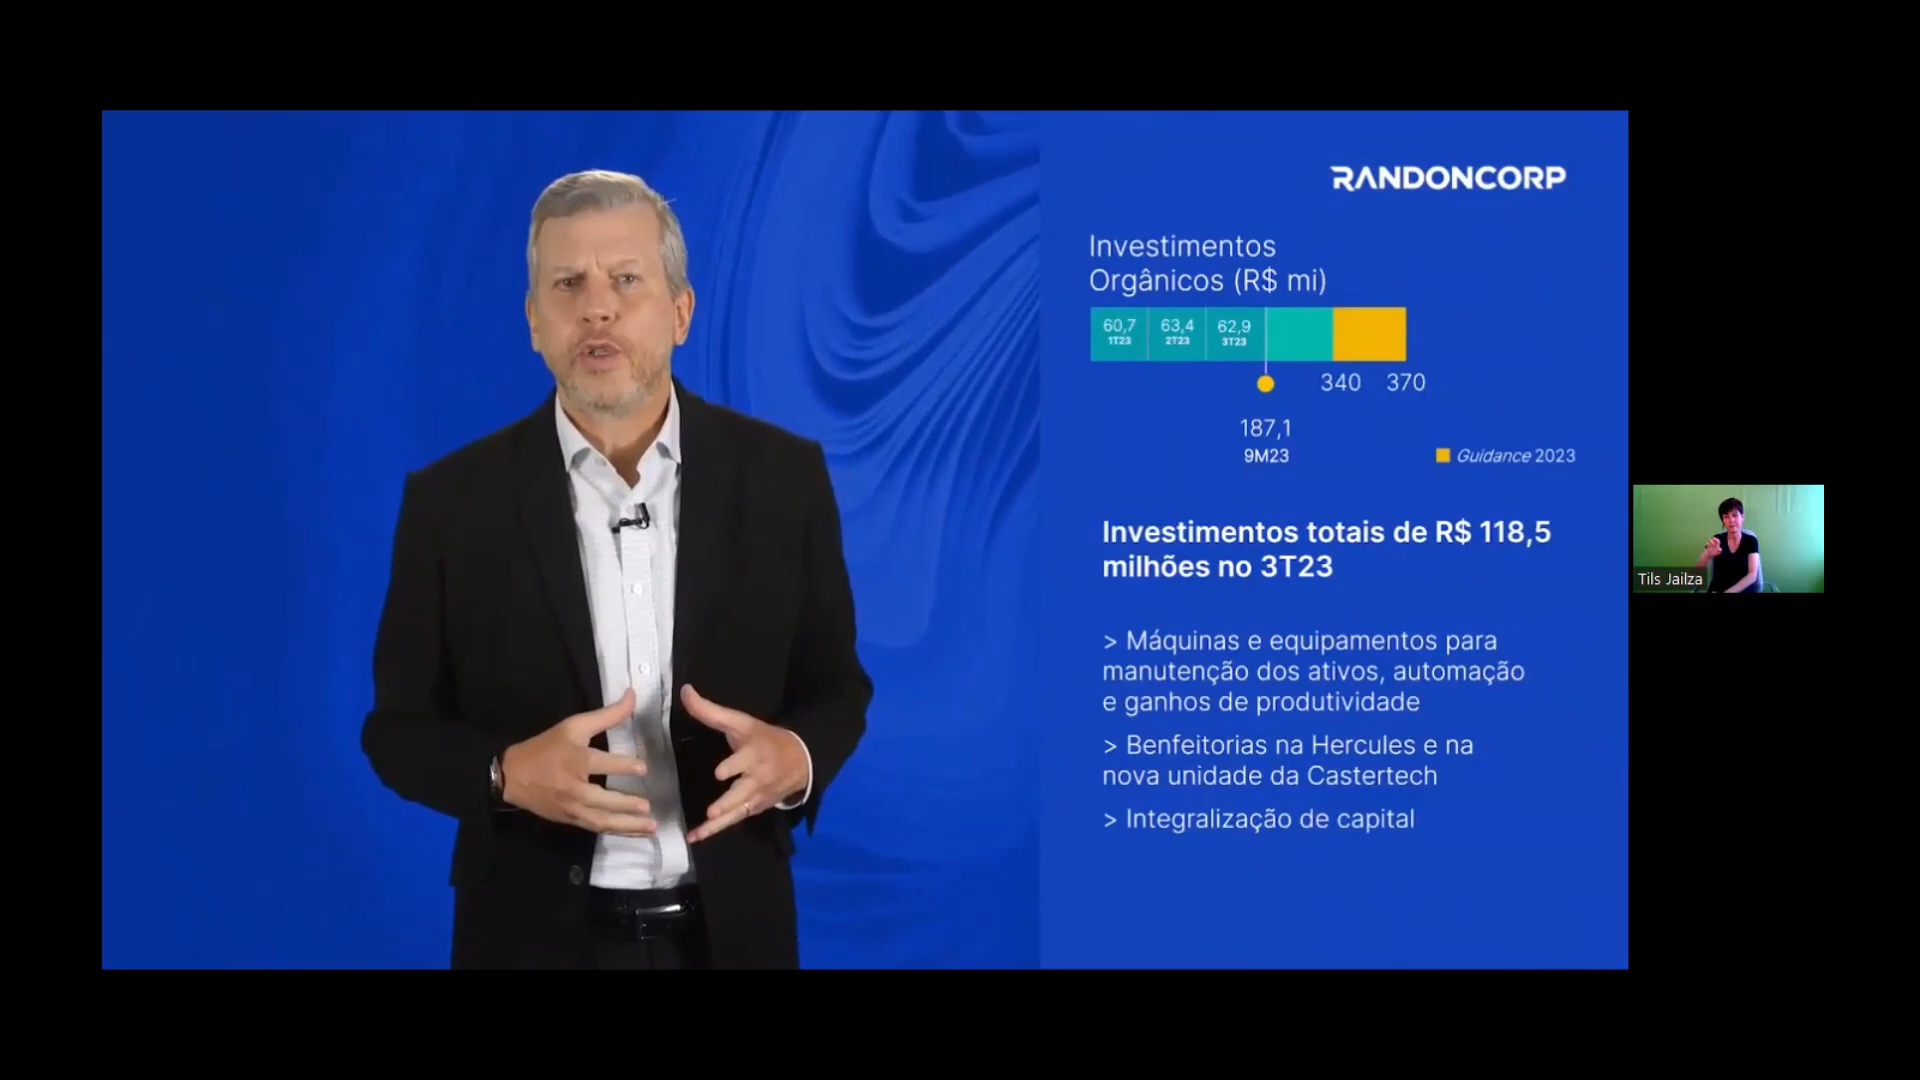 RANDONCORP
Investimentos
Orgânicos (R$ mi)
60,7
1T23
63,4
2T23
62,9
3T23
340
370
187,1
9M23
Guidance 2023
Investimentos totais de R$ 118,5
milhões no 3T23
> Máquinas e equipamentos para
manutenção dos ativos, automação
e ganhos de produtividade
> Benfeitorias na Hercules e na
nova unidade da Castertech
> Integralização de capital
Tils Jailza